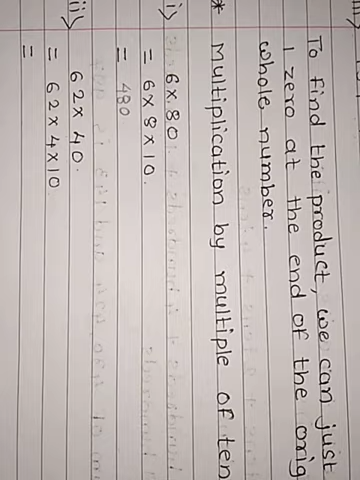 To find the product, we can just
1 zero at the end of the orig
whole number.
* Multiplication by multiple of ten
i) 6 x 80
= 6 x 8 x 10.
= 480
ii) 62 x 40.
= 62 x 4 x 10
=